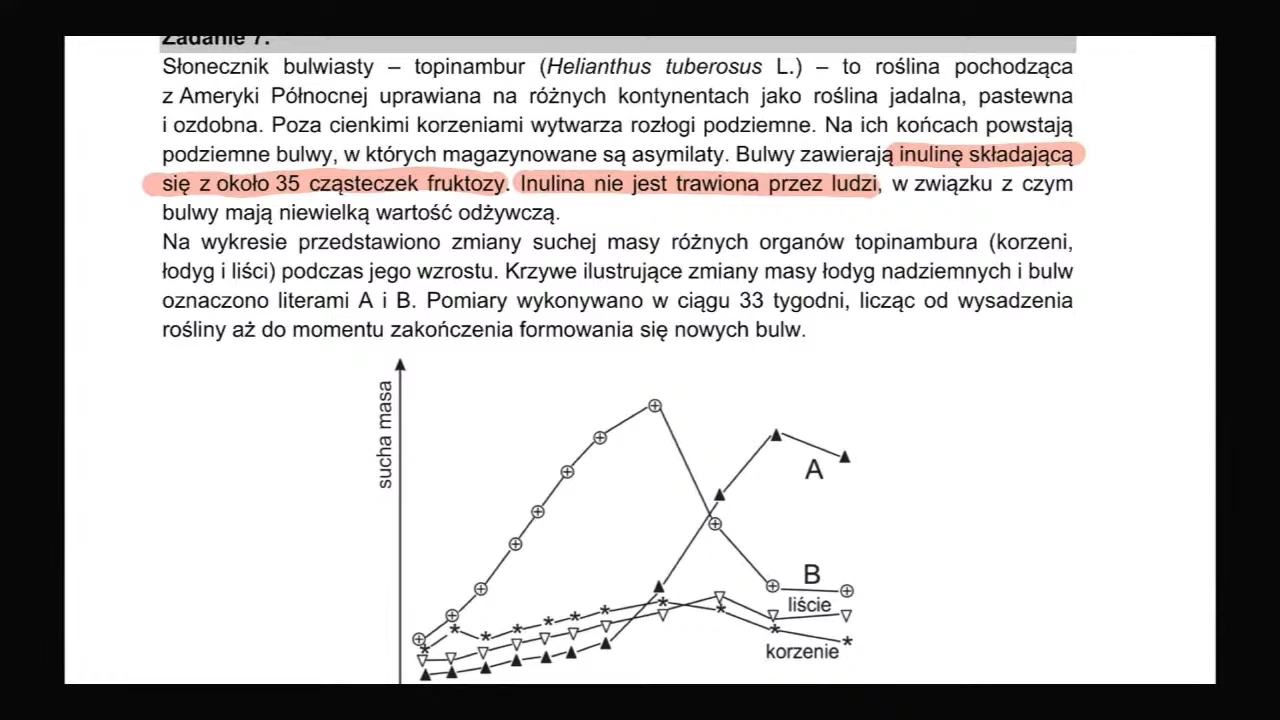 Zadanie 7.
Słonecznik bulwiasty – topinambur (Helianthus tuberosus L.) – to roślina pochodząca
z Ameryki Północnej uprawiana na różnych kontynentach jako roślina jadalna, pastewna
i ozdobna. Poza cienkimi korzeniami wytwarza rozłogi podziemne. Na ich końcach powstają
podziemne bulwy, w których magazynowane są asymilaty. Bulwy zawierają inulinę składającą
się z około 35 cząsteczek fruktozy. Inulina nie jest trawiona przez ludzi, w związku z czym
bulwy mają niewielką wartość odżywczą.
Na wykresie przedstawiono zmiany suchej masy różnych organów topinambura (korzeni,
łodyg i liści) podczas jego wzrostu. Krzywe ilustrujące zmiany masy łodyg nadziemnych i bulw
oznaczono literami A i B. Pomiary wykonywano w ciągu 33 tygodni, licząc od wysadzenia
rośliny aż do momentu zakończenia formowania się nowych bulw.
sucha masa
A
B
liście
korzenie